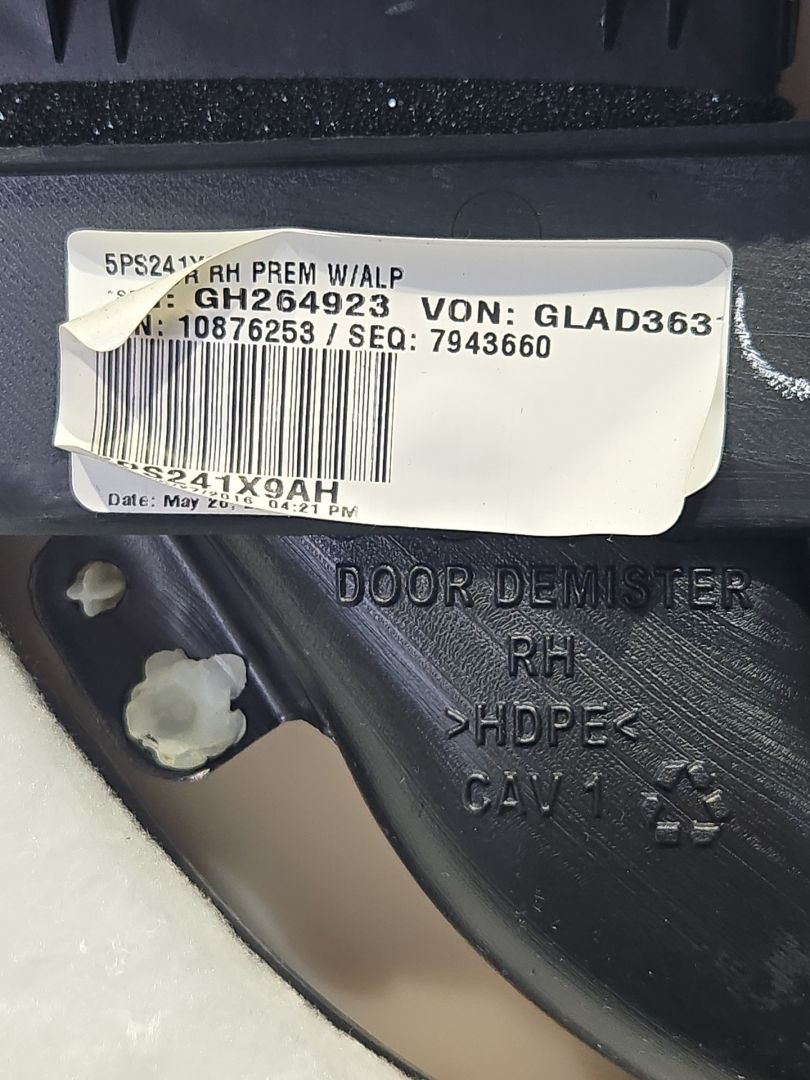 RH PREM W/ALP
GH264923 VON: GLAD363
10876253 / SEQ: 7943660
PS241X9AH
Date: May 20, 04:21 PM
DOOR DEMISTER
RH
>HDPE<
CAV 1